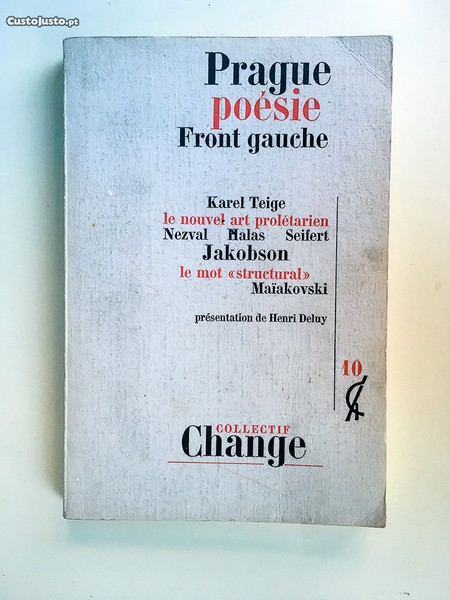 CustoJusto.pt
Prague
poésie
Front gauche
Karel Teige
le nouvel art prolétarien
Nezval Halas Seifert
Jakobson
le mot «structural»
Maïakovski
présentation de Henri Deluy
10
COLLECTIF
Change